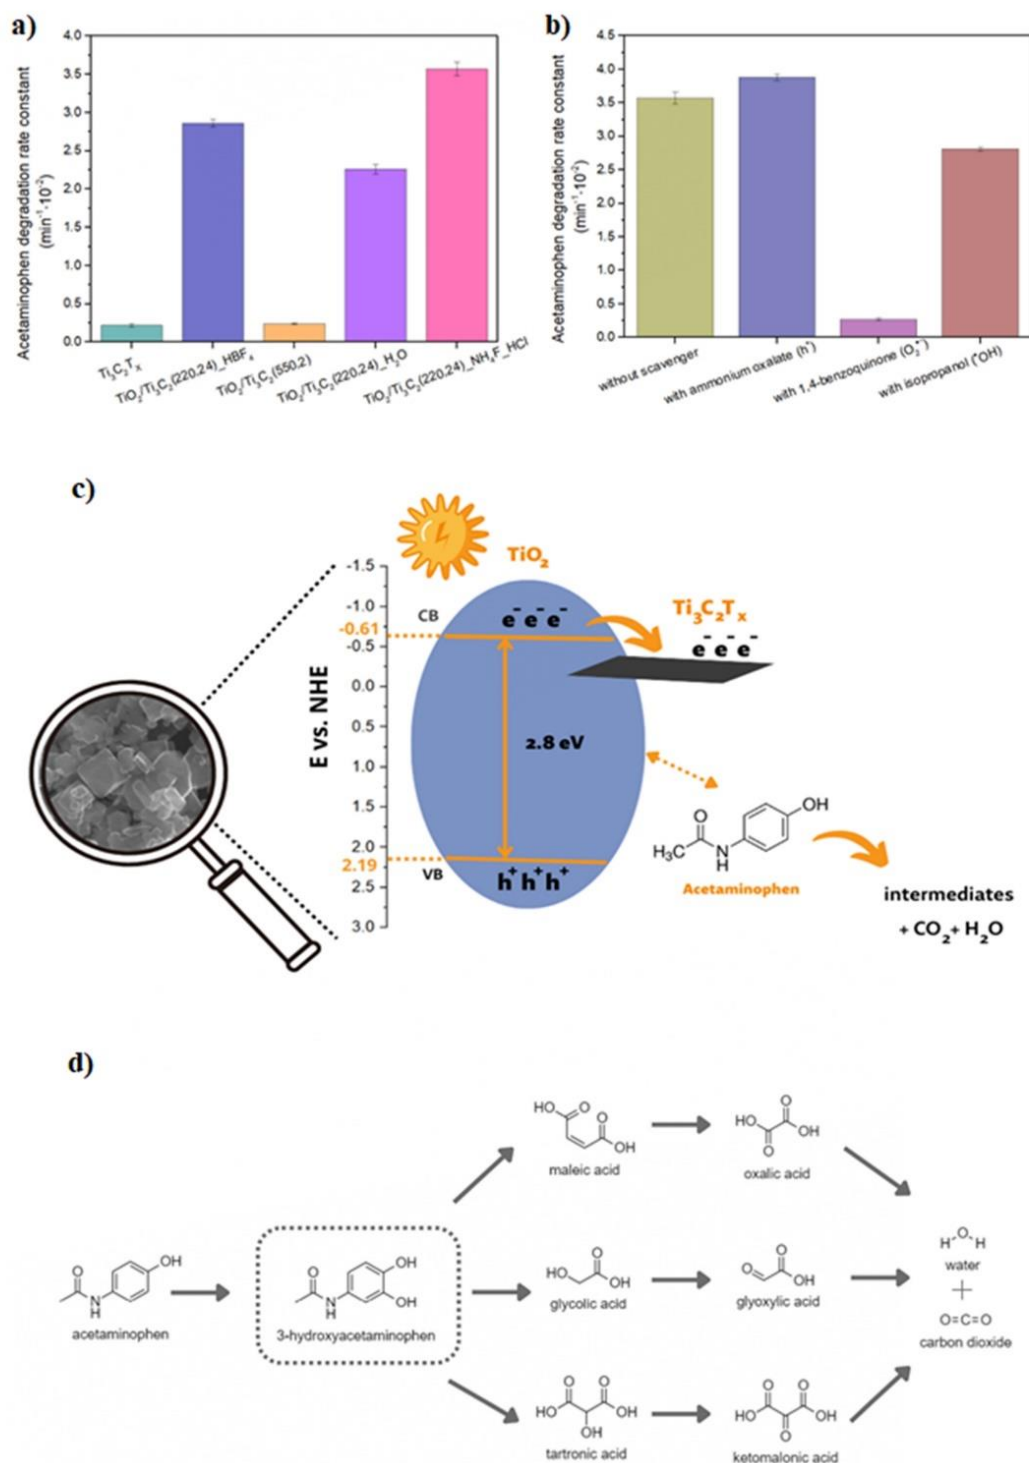 a)
Acetaminophen degradation rate constant
(min⁻¹·10⁻²)
4.0
3.5
3.0
2.5
2.0
1.5
1.0
0.5
0.0
Ti₃C₂Tₓ
TiO₂/Ti₃C₂(220.24)_HBF₄
TiO₂/Ti₃C₂(550.2)
TiO₂/Ti₃C₂(220.24)_H₂O
TiO₂/Ti₃C₂(220.24)_NH₄F_HCl
b)
Acetaminophen degradation rate constant
(min⁻¹·10⁻²)
4.5
4.0
3.5
3.0
2.5
2.0
1.5
1.0
0.5
0.0
without scavenger
with ammonium oxalate (h⁺)
with 1,4-benzoquinone (O₂•⁻)
with isopropanol (•OH)
c)
TiO₂
E vs. NHE
-1.5
-1.0
-0.61
-0.5
0.0
0.5
1.0
1.5
2.0
2.19
2.5
3.0
CB
e⁻ e⁻ e⁻
Ti₃C₂Tₓ
e⁻ e⁻ e⁻
2.8 eV
VB
h⁺ h⁺ h⁺
O
OH
H₃C
N
H
Acetaminophen
intermediates
+ CO₂ + H₂O
d)
HO
O
O
OH
maleic acid
O
HO
OH
O
oxalic acid
O
OH
N
H
acetaminophen
O
OH
N
OH
H
3-hydroxyacetaminophen
O
HO
OH
glycolic acid
O
O
OH
glyoxylic acid
O
H H
water
+
O=C=O
carbon dioxide
O O
HO OH
OH
tartronic acid
O O
HO OH
O
ketomalonic acid